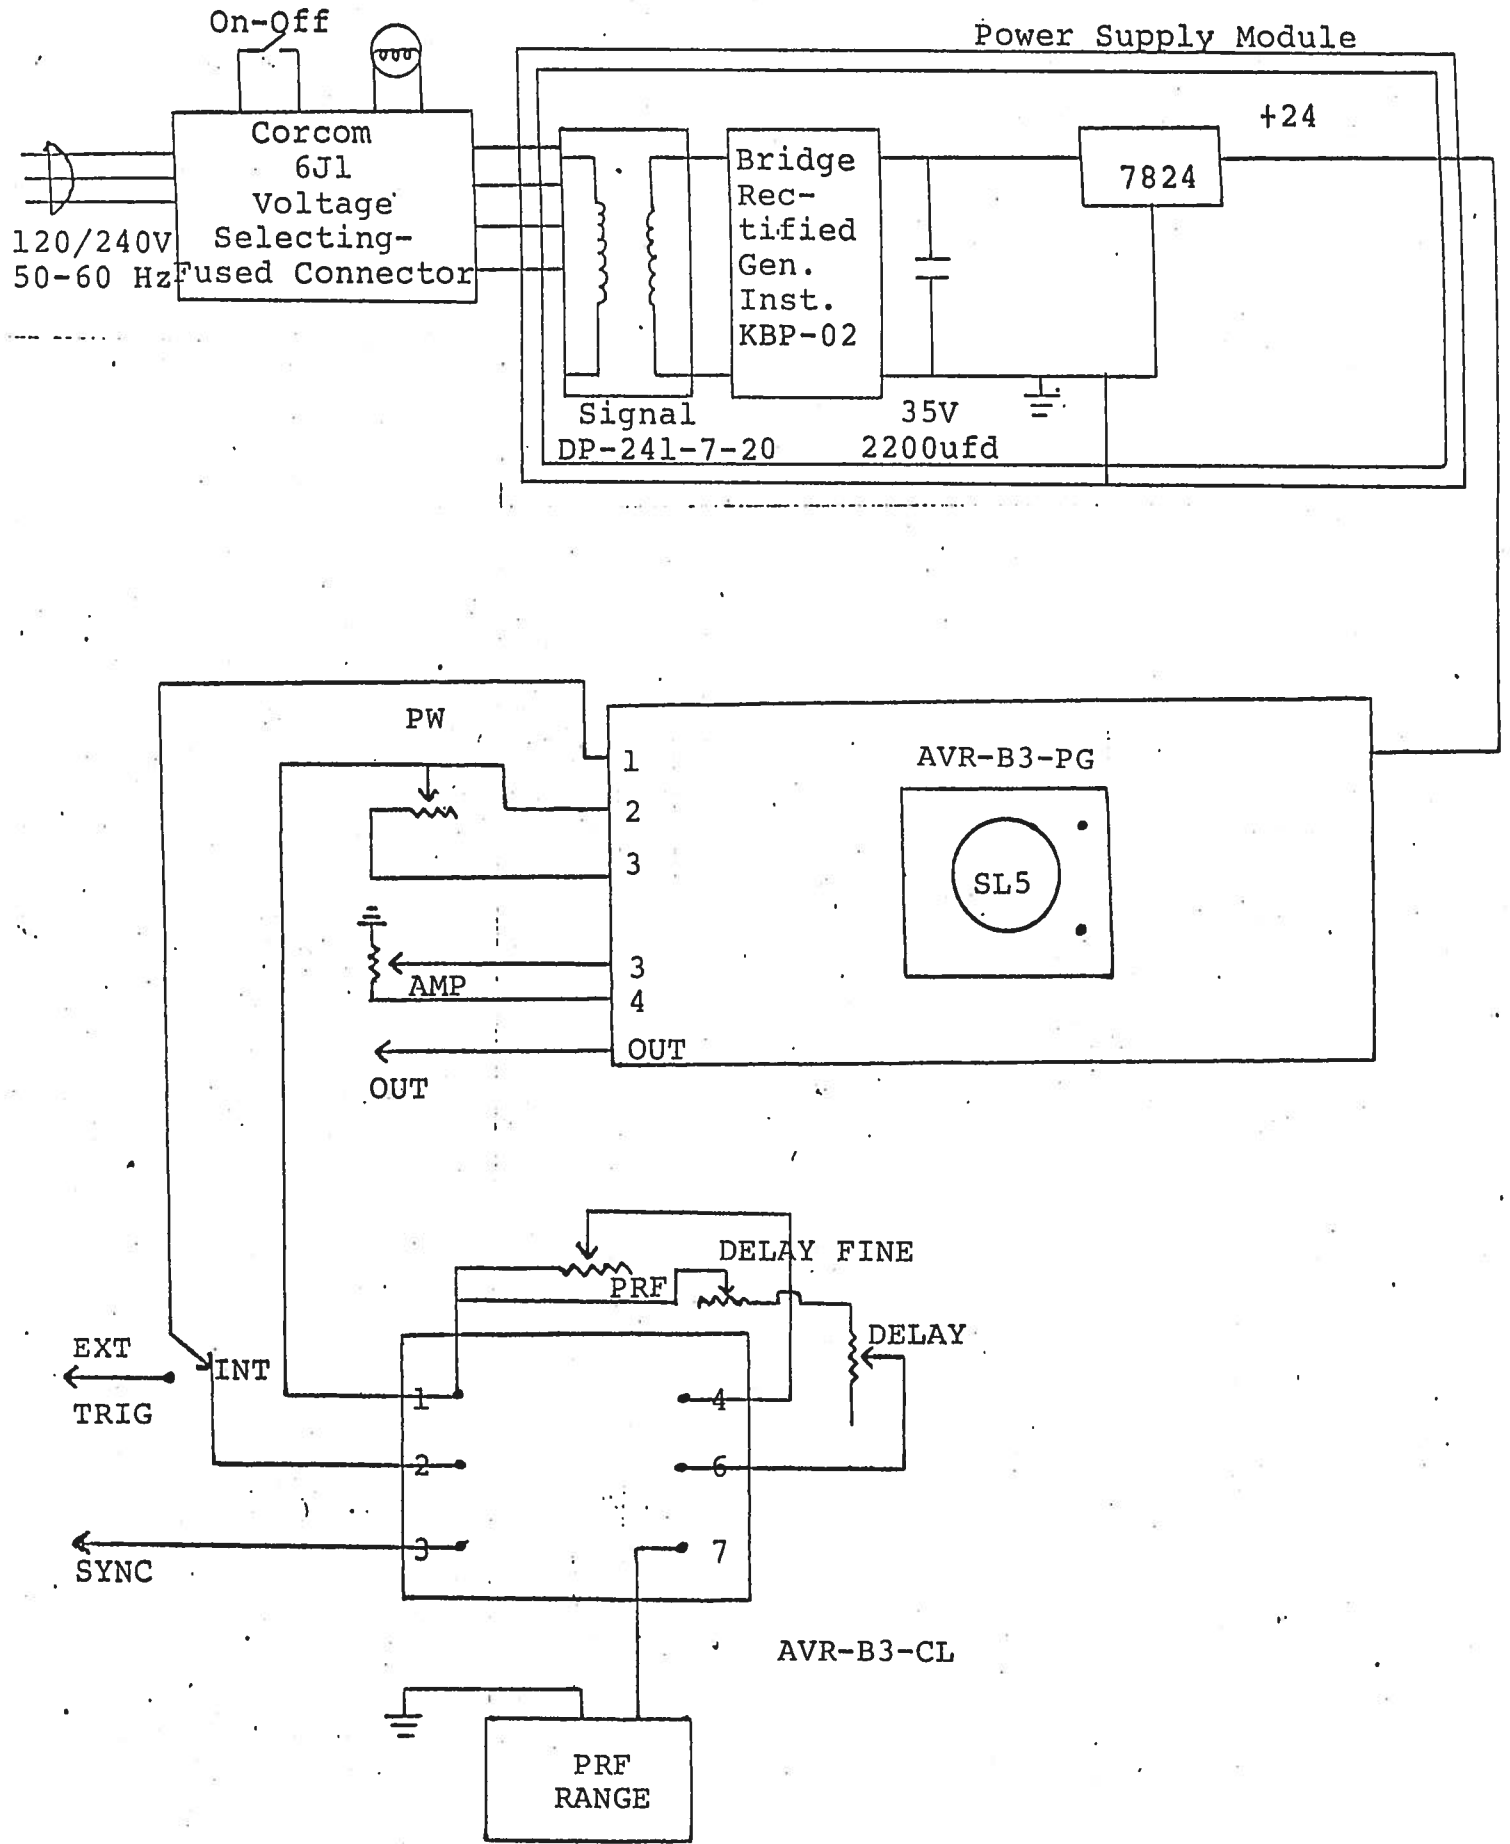 On-Off
Power Supply Module
Corcom
6J1
Voltage
Selecting-
Fused Connector
120/240V
50-60 Hz
Bridge
Rec-
tified
Gen.
Inst.
KBP-02
7824
+24
Signal
DP-241-7-20
35V
2200ufd
PW
1
2
3
3
4
OUT
AVR-B3-PG
SL5
AMP
OUT
DELAY FINE
PRF
DELAY
EXT
TRIG
INT
1
2
3
4
6
7
SYNC
AVR-B3-CL
PRF
RANGE